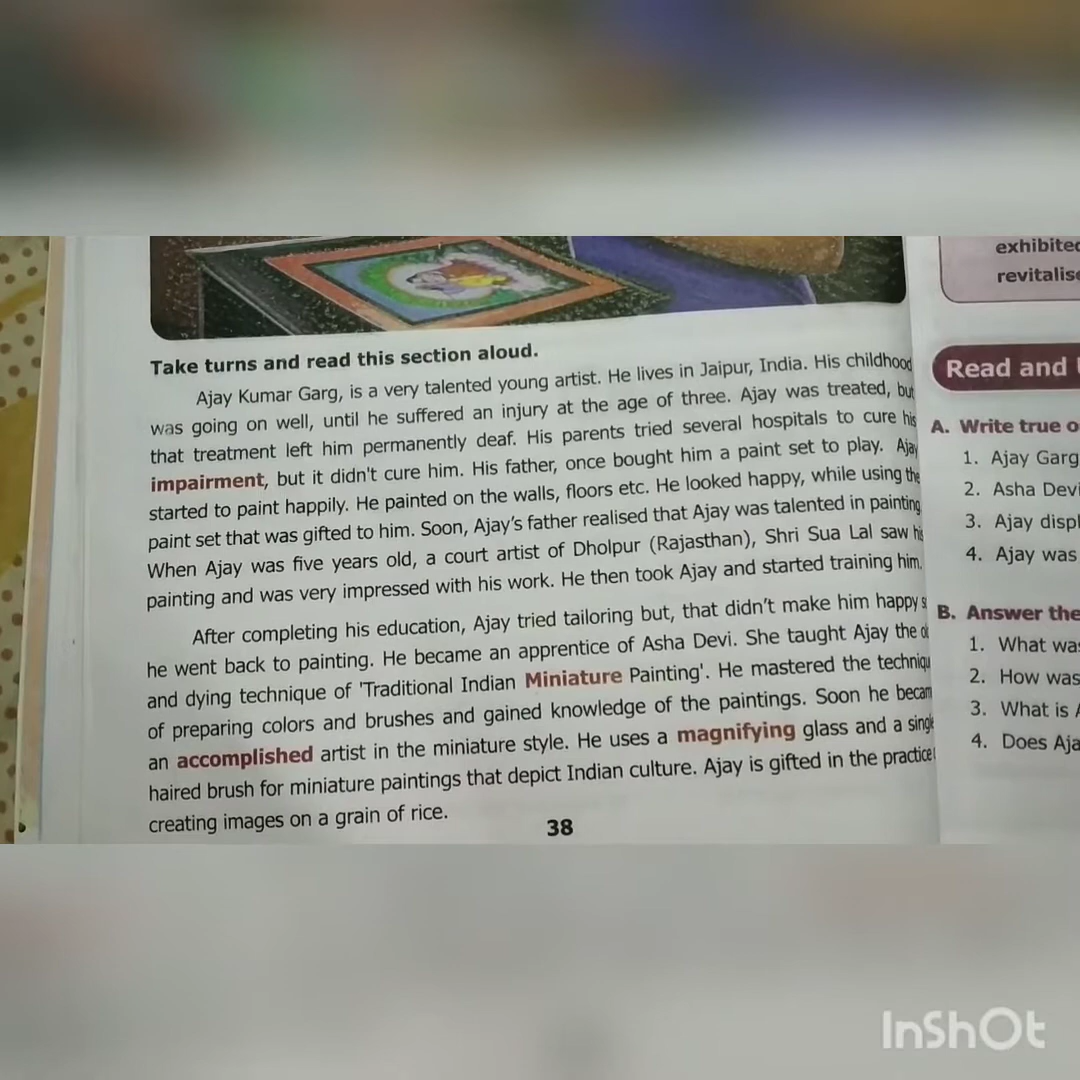 Take turns and read this section aloud.
Ajay Kumar Garg, is a very talented young artist. He lives in Jaipur, India. His childhood
was going on well, until he suffered an injury at the age of three. Ajay was treated, but
that treatment left him permanently deaf. His parents tried several hospitals to cure his
impairment, but it didn't cure him. His father, once bought him a paint set to play. Ajay
started to paint happily. He painted on the walls, floors etc. He looked happy, while using the
paint set that was gifted to him. Soon, Ajay's father realised that Ajay was talented in painting
When Ajay was five years old, a court artist of Dholpur (Rajasthan), Shri Sua Lal saw his
painting and was very impressed with his work. He then took Ajay and started training him.
After completing his education, Ajay tried tailoring but, that didn't make him happy
he went back to painting. He became an apprentice of Asha Devi. She taught Ajay the
and dying technique of 'Traditional Indian Miniature Painting'. He mastered the
of preparing colors and brushes and gained knowledge of the paintings. Soon he
an accomplished artist in the miniature style. He uses a magnifying glass and a
haired brush for miniature paintings that depict Indian culture. Ajay is gifted in the practice
creating images on a grain of rice.
38
exhibited
Read and
A. Write true
1. Ajay Garg
2. Asha Devi
3. Ajay
4. Ajay was
B. Answer the
1. What
2. How was
3. What is
4. Does
InShOt